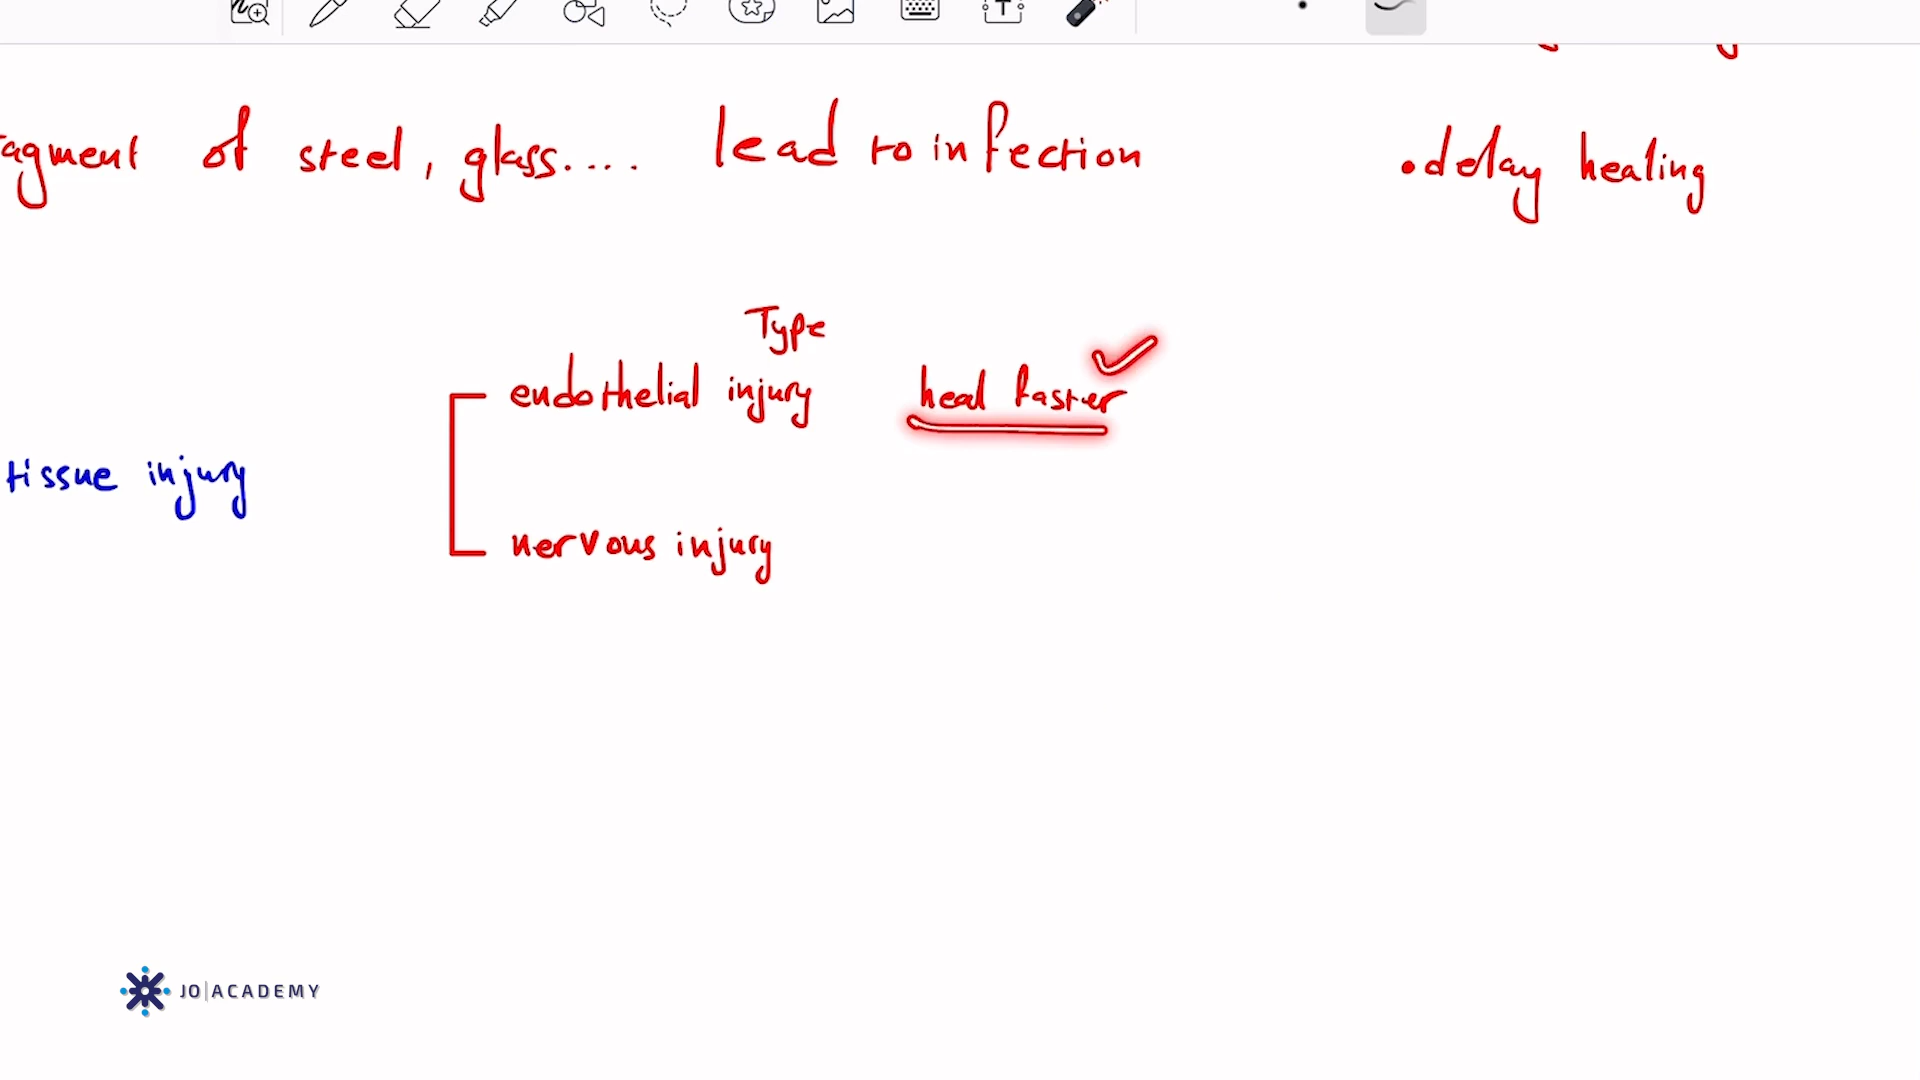 of steel, glass.... lead to infection
• delay healing
Type
endothelial injury heal faster
tissue injury
nervous injury
JO|ACADEMY